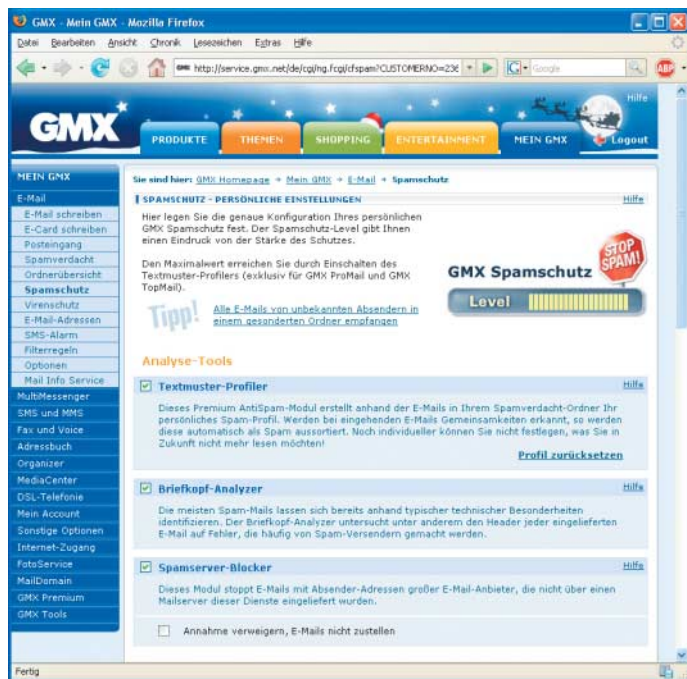 GMX - Mein GMX - Mozilla Firefox
Datei Bearbeiten Ansicht Chronik Lesezeichen Extras Hilfe
http://service.gmx.net/de/cgi/ng.fcgi/cfspam?CUSTOMERNO=236
Google
ABP
Hilfe
GMX
PRODUKTE THEMEN SHOPPING ENTERTAINMENT MEIN GMX Logout
MEIN GMX
E-Mail
E-Mail schreiben
E-Card schreiben
Posteingang
Spamverdacht
Ordnerübersicht
Spamschutz
Virenschutz
E-Mail-Adressen
SMS-Alarm
Filterregeln
Optionen
Mail Info Service
MultiMessenger
SMS und MMS
Fax und Voice
Adressbuch
Organizer
MediaCenter
DSL-Telefonie
Mein Account
Sonstige Optionen
Internet-Zugang
FotoService
MailDomain
GMX Premium
GMX Tools
Sie sind hier: GMX Homepage Mein GMX E-Mail Spamschutz
SPAMSCHUTZ - PERSÖNLICHE EINSTELLUNGEN Hilfe
Hier legen Sie die genaue Konfiguration Ihres persönlichen
GMX Spamschutz fest. Der Spamschutz-Level gibt Ihnen
einen Eindruck von der Stärke des Schutzes.
Den Maximalwert erreichen Sie durch Einschalten des
Textmuster-Profilers (exklusiv für GMX ProMail und GMX
TopMail).
Tipp!
Alle E-Mails von unbekannten Absendern in
einem gesonderten Ordner empfangen
STOP
SPAM!
GMX Spamschutz
Level
Analyse-Tools
Textmuster-Profiler Hilfe
Dieses Premium AntiSpam-Modul erstellt anhand der E-Mails in Ihrem Spamverdacht-Ordner Ihr
persönliches Spam-Profil. Werden bei eingehenden E-Mails Gemeinsamkeiten erkannt, so werden
diese automatisch als Spam aussortiert. Noch individueller können Sie nicht festlegen, was Sie in
Zukunft nicht mehr lesen möchten!
Profil zurücksetzen
Briefkopf-Analyzer Hilfe
Die meisten Spam-Mails lassen sich bereits anhand typischer technischer Besonderheiten
identifizieren. Der Briefkopf-Analyzer untersucht unter anderem den Header jeder eingelieferten
E-Mail auf Fehler, die häufig von Spam-Versendern gemacht werden.
Spamserver-Blocker Hilfe
Dieses Modul stoppt E-Mails mit Absender-Adressen großer E-Mail-Anbieter, die nicht über einen
Mailserver dieser Dienste eingeliefert wurden.
Annahme verweigern, E-Mails nicht zustellen
Fertig